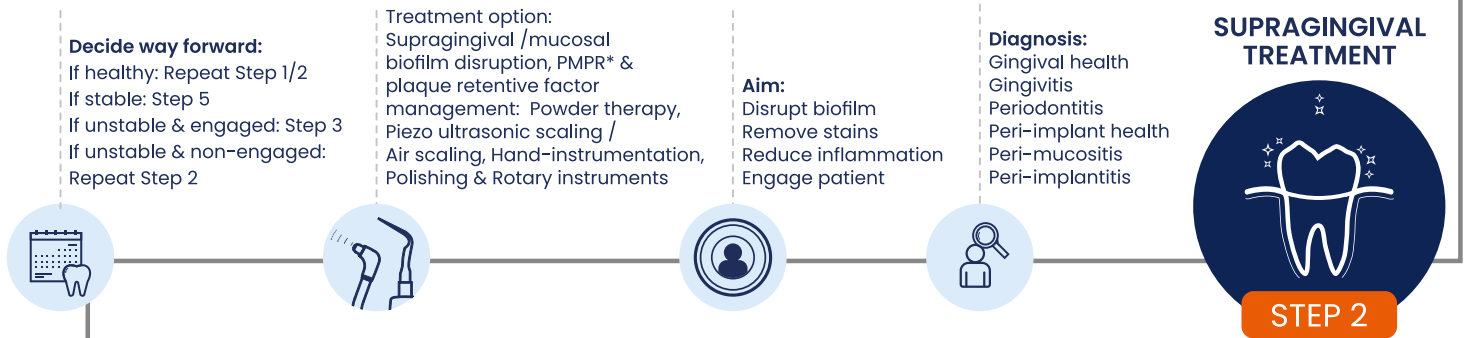 Decide way forward:
If healthy: Repeat Step 1/2
If stable: Step 5
If unstable & engaged: Step 3
If unstable & non-engaged:
Repeat Step 2
Treatment option:
Supragingival /mucosal
biofilm disruption, PMPR* &
plaque retentive factor
management:  Powder therapy,
Piezo ultrasonic scaling /
Air scaling, Hand-instrumentation,
Polishing & Rotary instruments
Aim:
Disrupt biofilm
Remove stains
Reduce inflammation
Engage patient
Diagnosis:
Gingival health
Gingivitis
Periodontitis
Peri-implant health
Peri-mucositis
Peri-implantitis
SUPRAGINGIVAL
TREATMENT
STEP 2